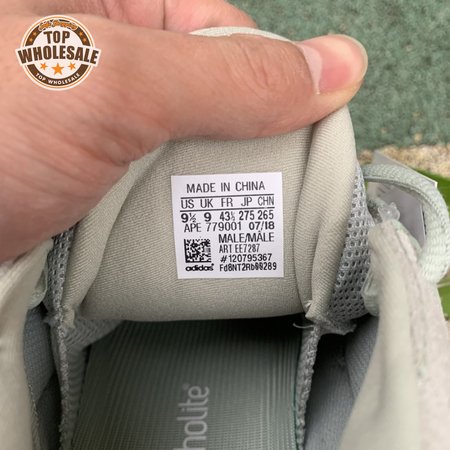 TOP
WHOLESALE
TOP WHOLESALE
MADE IN CHINA
US UK FR JP CHN
9½ 9 43⅓ 275 265
APE 779001 07/18
MALE/MÂLE
ART EE7287
#120795367
adidas Fd8NT2Rb00289
holite®